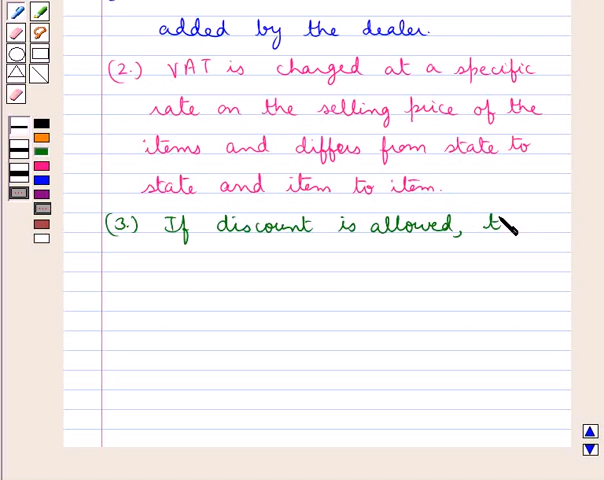 added by the dealer.
(2.) VAT is charged at a specific
rate on the selling price of the
items and differs from state to
state and item to item.
(3.) If discount is allowed, t